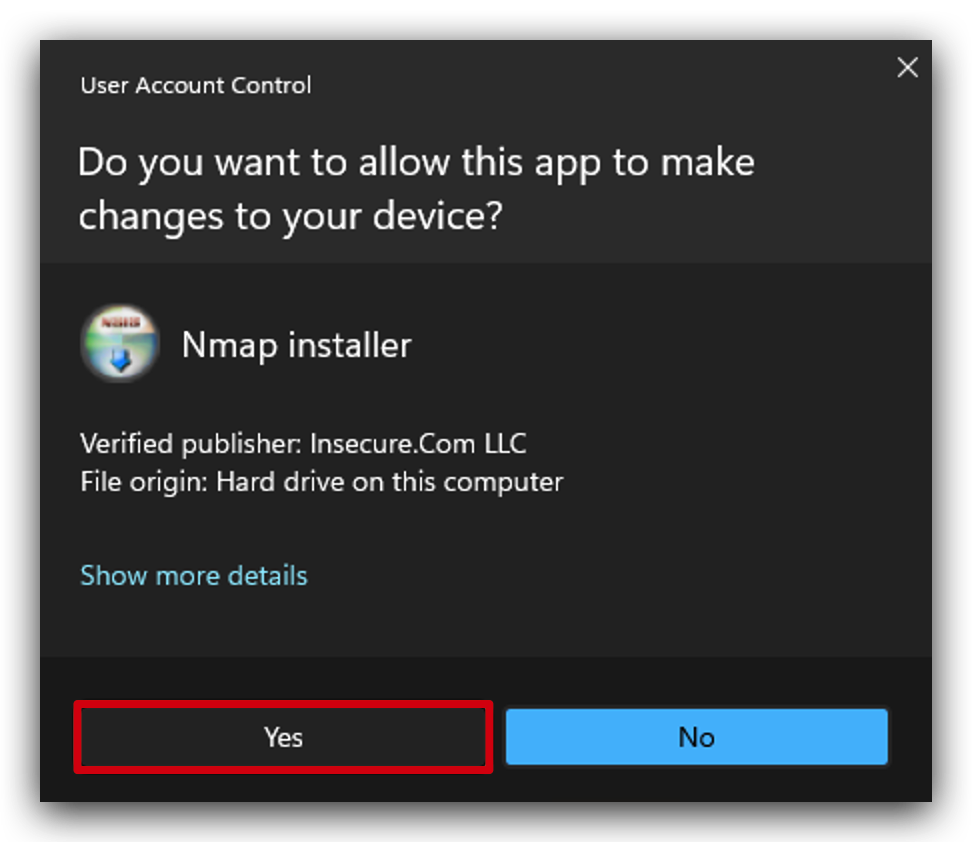 User Account Control
Do you want to allow this app to make
changes to your device?
Nmap installer
Verified publisher: Insecure.Com LLC
File origin: Hard drive on this computer
Show more details
Yes
No